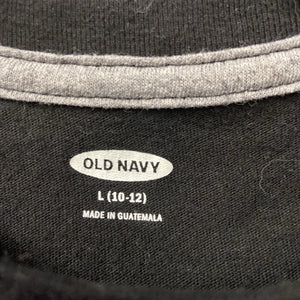 OLD NAVY
L (10-12)
MADE IN GUATEMALA